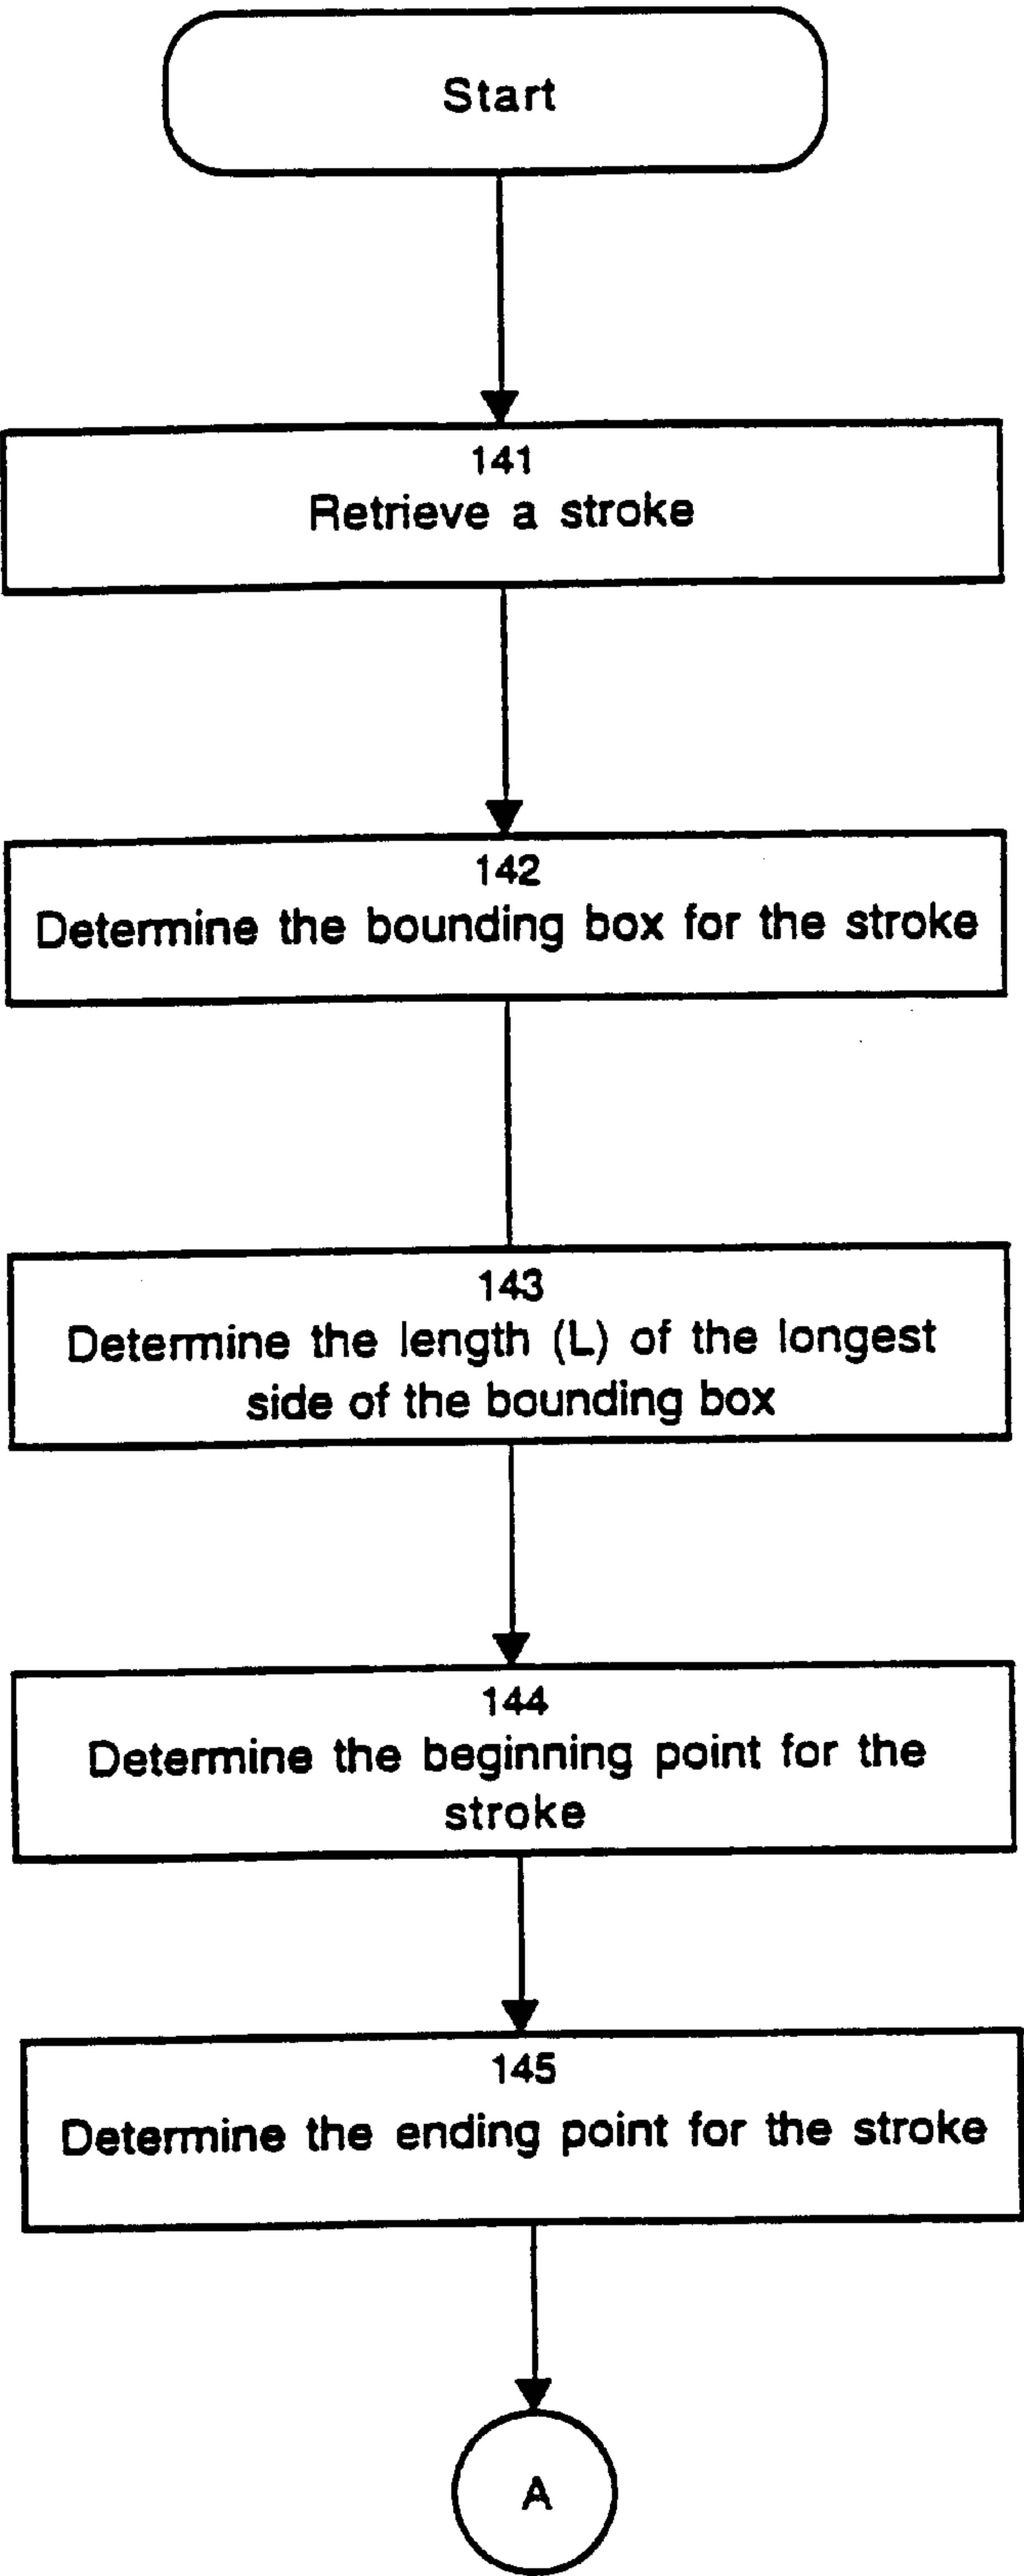 Start
141
Retrieve a stroke
142
Determine the bounding box for the stroke
143
Determine the length (L) of the longest
side of the bounding box
144
Determine the beginning point for the
stroke
145
Determine the ending point for the stroke
A